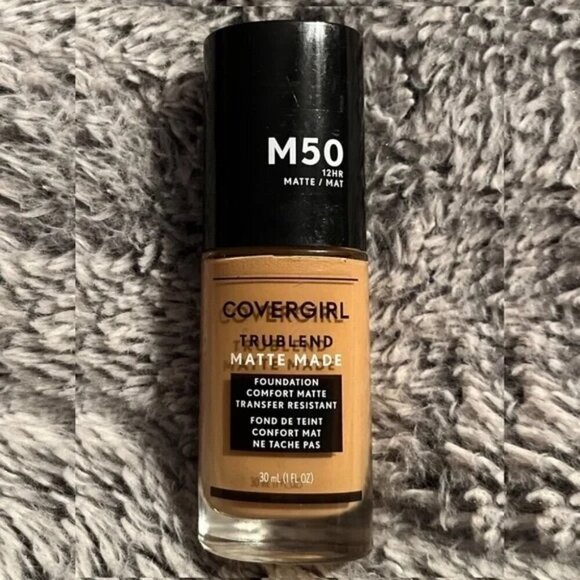 M50
12HR
MATTE / MAT
COVERGIRL
TRUBLEND
MATTE MADE
FOUNDATION
COMFORT MATTE
TRANSFER RESISTANT
FOND DE TEINT
CONFORT MAT
NE TACHE PAS
30 mL (1 FL OZ)